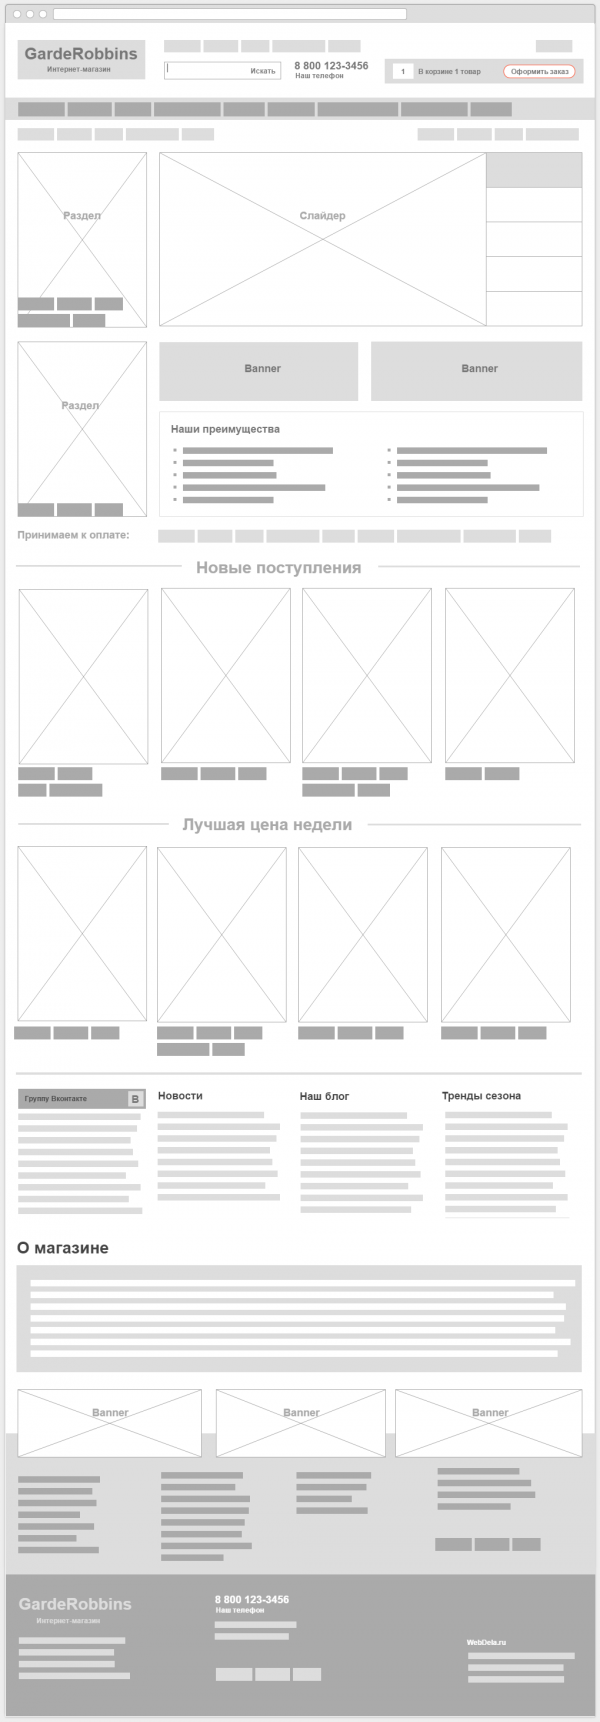 GardeRobbins
Интернет-магазин
Искать
8 800 123-3456
Наш телефон
1
В корзине 1 товар
Оформить заказ
Раздел
Слайдер
Раздел
Banner
Banner
Наши преимущества
Принимаем к оплате:
Новые поступления
Лучшая цена недели
Группу Вконтакте
В
Новости
Наш блог
Тренды сезона
О магазине
Banner
Banner
Banner
GardeRobbins
Интернет-магазин
8 800 123-3456
Наш телефон
WebDela.ru